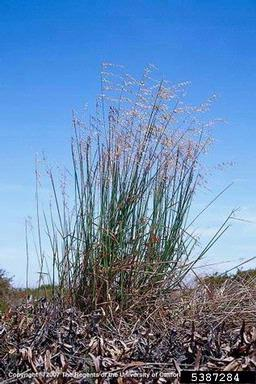 Copyright©2007 The Regents of the University of California
5387284